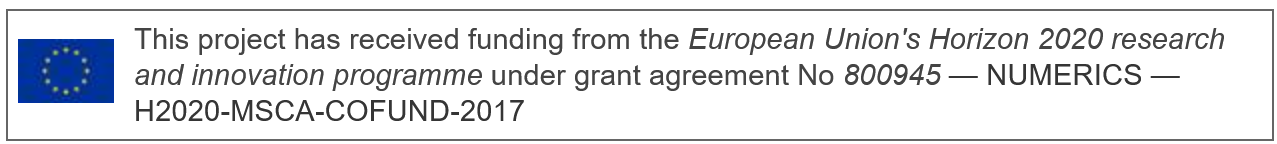 This project has received funding from the European Union's Horizon 2020 research
and innovation programme under grant agreement No 800945 — NUMERICS —
H2020-MSCA-COFUND-2017